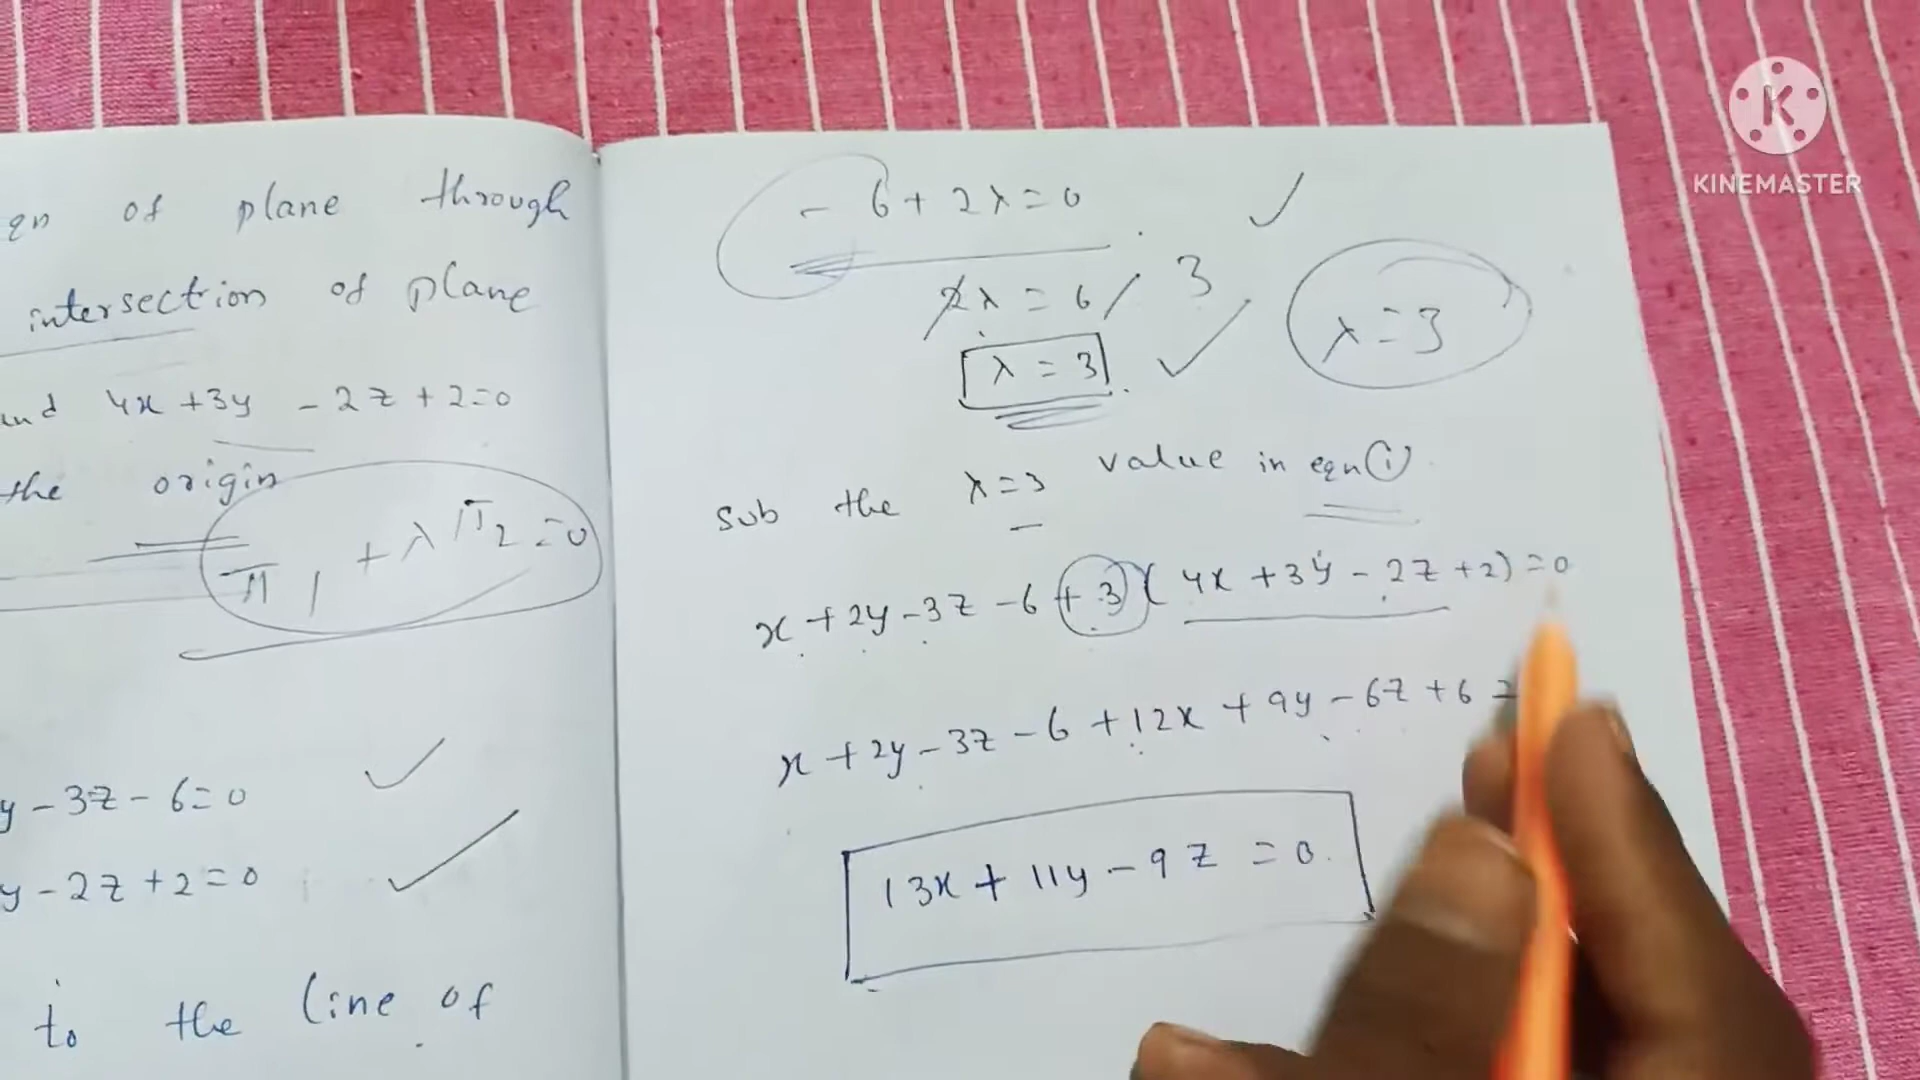 eqn of plane through
intersection of plane
and 4x+3y-2z+2=0
the origin
π1+λπ2=0
y-3z-6=0
y-2z+2=0
to the line of
-6+2λ=0
2λ=6/ 3
λ=3
λ=3
sub the λ=3 value in eqn(i)
x+2y-3z-6+3(4x+3y-2z+2)=0
x+2y-3z-6+12x+9y-6z+6=
13x+11y-9z=0
K
KINEMASTER